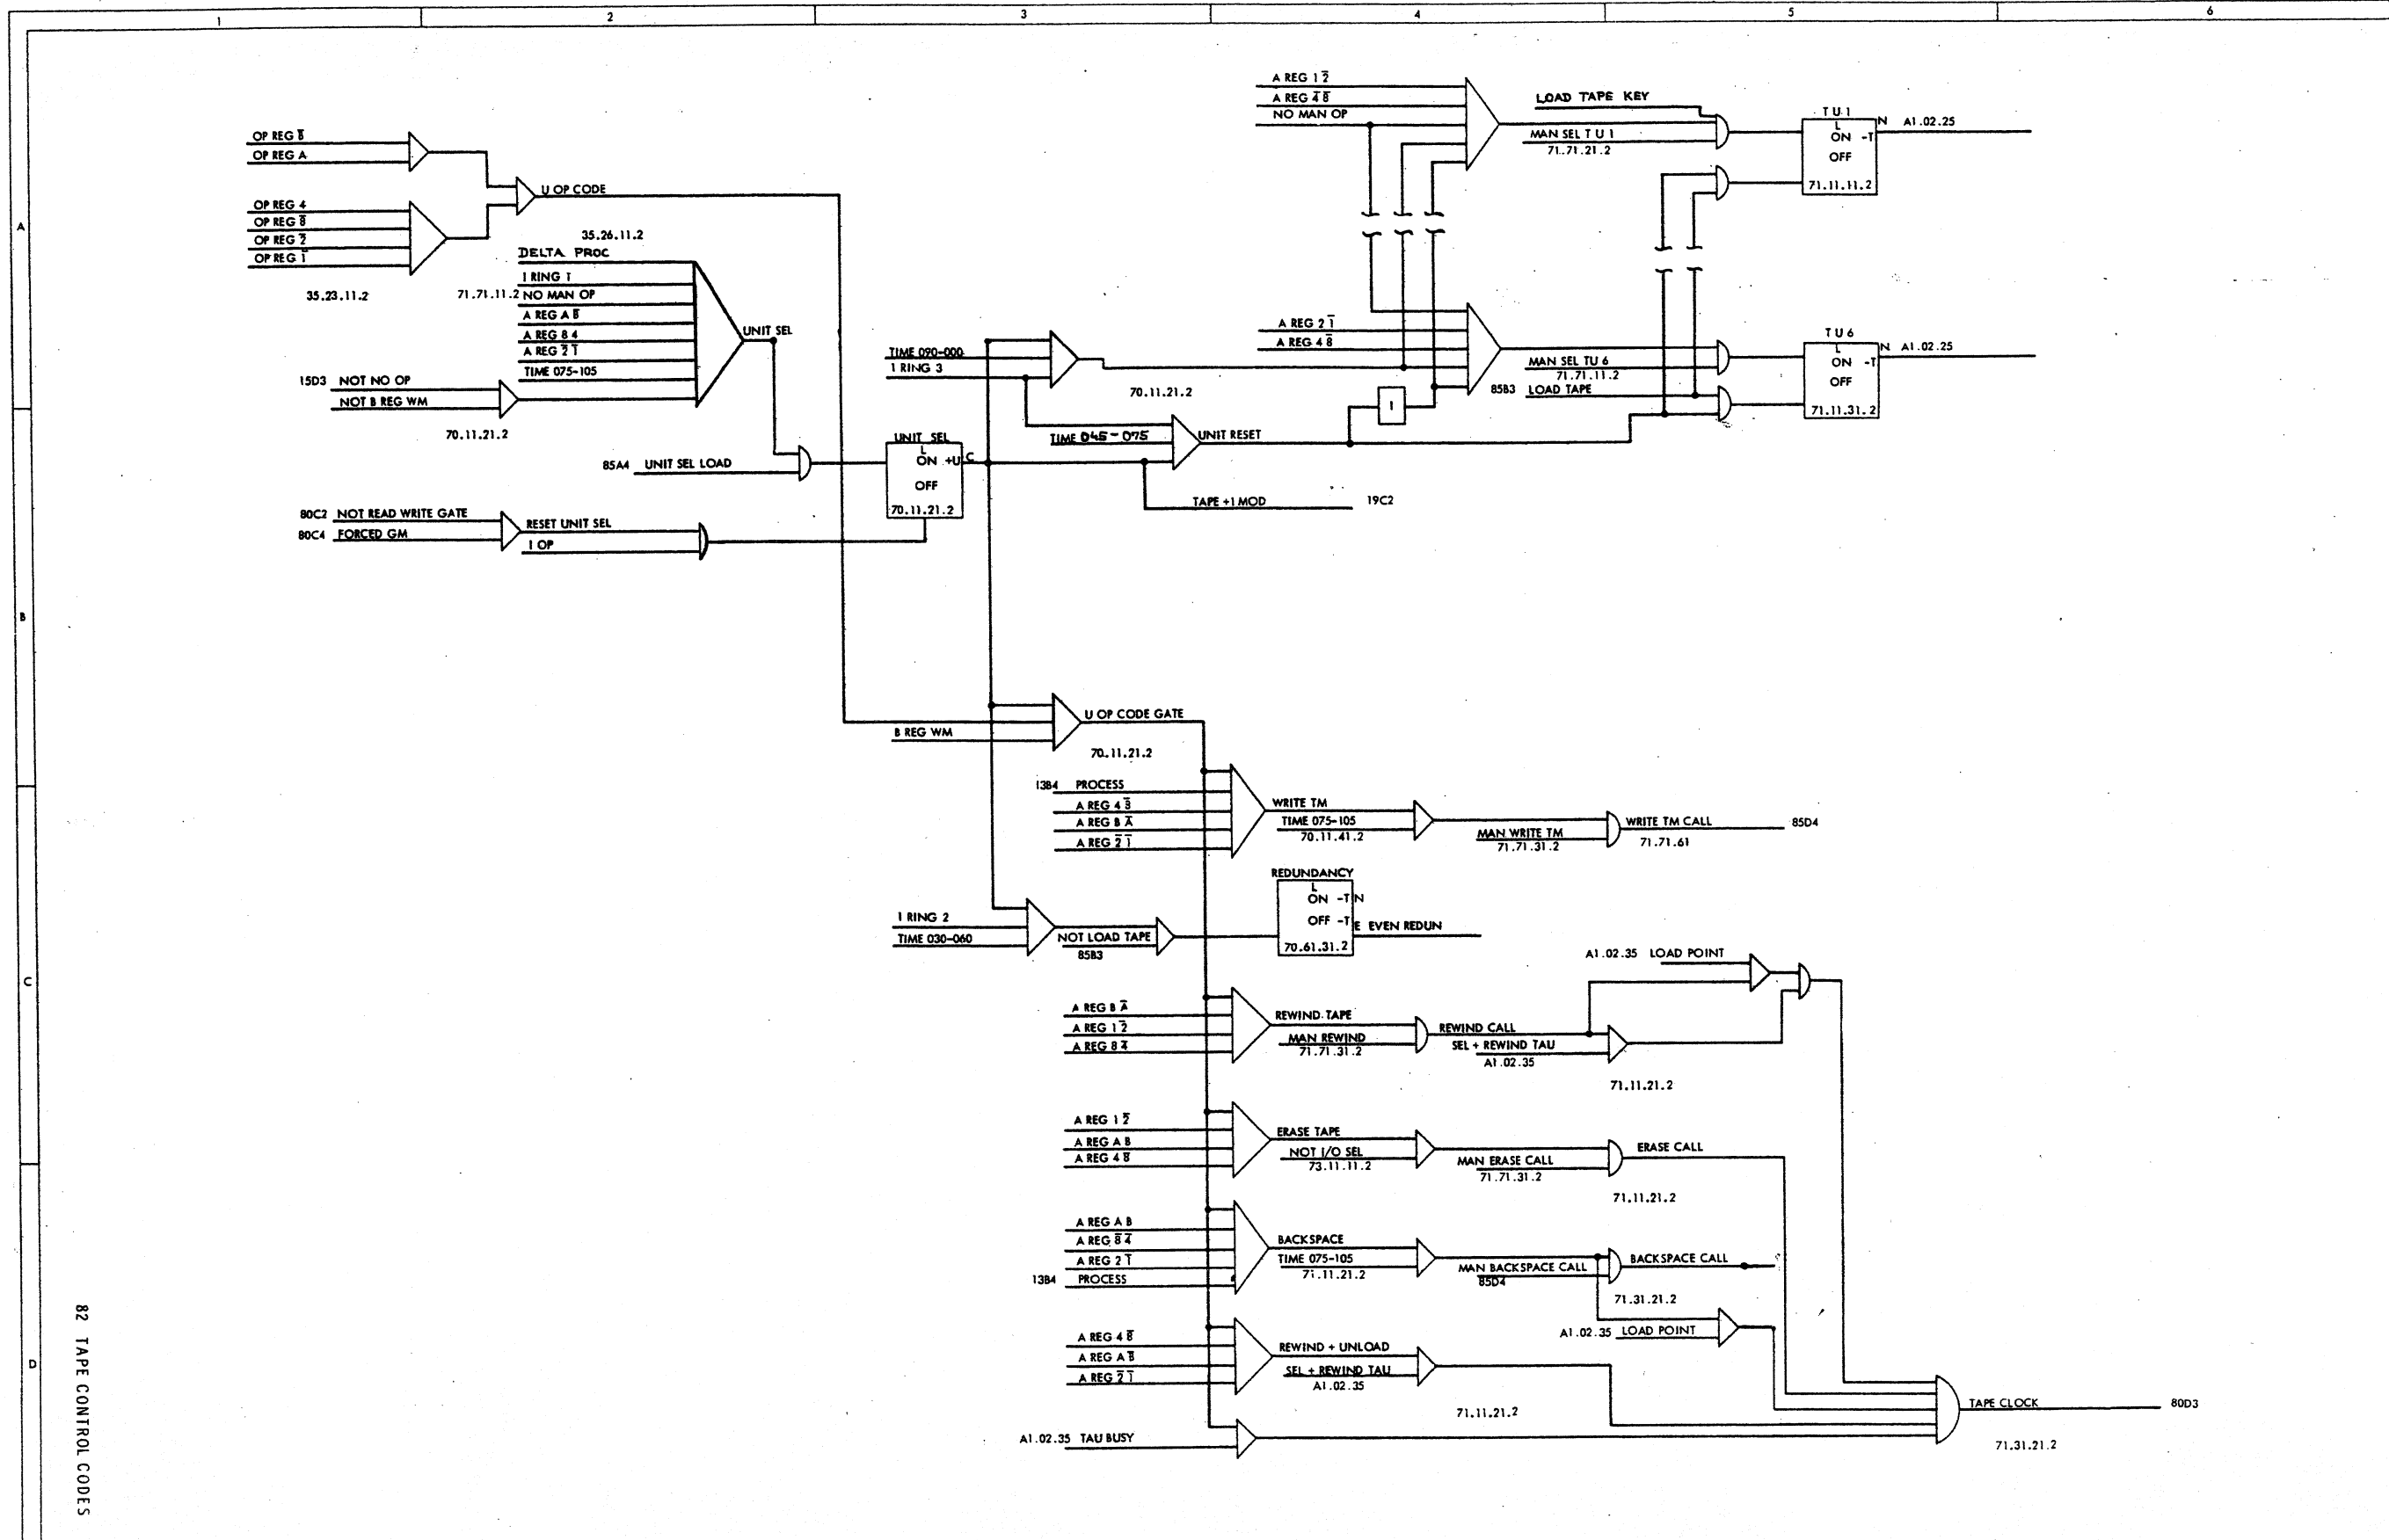 1 2 3 4 5 6
A
B
C
D
OP REG B̅
OP REG A
OP REG 4
OP REG 8̅
OP REG 2̅
OP REG 1̅
35.23.11.2
U OP CODE
35.26.11.2
DELTA PROC
I RING 1
71.71.11.2 NO MAN OP
A REG A B̅
A REG 8 4
A REG 2̅ 1̅
TIME 075-105
UNIT SEL
15D3 NOT NO OP
NOT B REG WM
70.11.21.2
85A4 UNIT SEL LOAD
80C2 NOT READ WRITE GATE
80C4 FORCED GM
RESET UNIT SEL
I OP
UNIT SEL
L
ON +U C
OFF
70.11.21.2
TIME 090-000
I RING 3
70.11.21.2
TIME 045-075
UNIT RESET
TAPE +1 MOD 19C2
I
A REG 1 2̅
A REG 4̅ 8̅
NO MAN OP
LOAD TAPE KEY
MAN SEL T U 1
71.71.21.2
T U 1
L
ON -T N A1.02.25
OFF
71.11.11.2
A REG 2 1̅
A REG 4 8̅
MAN SEL TU 6
71.71.11.2
85B3 LOAD TAPE
T U 6
L
ON -T N A1.02.25
OFF
71.11.31.2
B REG WM
U OP CODE GATE
70.11.21.2
13B4 PROCESS
A REG 4 8̅
A REG B A̅
A REG 2̅ 1̅
WRITE TM
TIME 075-105
70.11.41.2
MAN WRITE TM
71.71.31.2
WRITE TM CALL 85D4
71.71.61
I RING 2
TIME 030-060
NOT LOAD TAPE
85B3
REDUNDANCY
L
ON -T N
OFF -T E EVEN REDUN
70.61.31.2
A REG B A̅
A REG 1 2̅
A REG 8 4̅
REWIND TAPE
MAN REWIND
71.71.31.2
REWIND CALL
SEL + REWIND TAU
A1.02.35
A1.02.35 LOAD POINT
71.11.21.2
A REG 1 2̅
A REG A B
A REG 4 8̅
ERASE TAPE
NOT I/O SEL
73.11.11.2
MAN ERASE CALL
71.71.31.2
ERASE CALL
71.11.21.2
A REG A B
A REG 8̅ 4̅
A REG 2 1̅
13B4 PROCESS
BACKSPACE
TIME 075-105
71.11.21.2
MAN BACKSPACE CALL
85D4
BACKSPACE CALL
71.31.21.2
A1.02.35 LOAD POINT
A REG 4 8̅
A REG A B̅
A REG 2̅ 1̅
REWIND + UNLOAD
SEL + REWIND TAU
A1.02.35
71.11.21.2
A1.02.35 TAU BUSY
TAPE CLOCK 80D3
71.31.21.2
82 TAPE CONTROL CODES